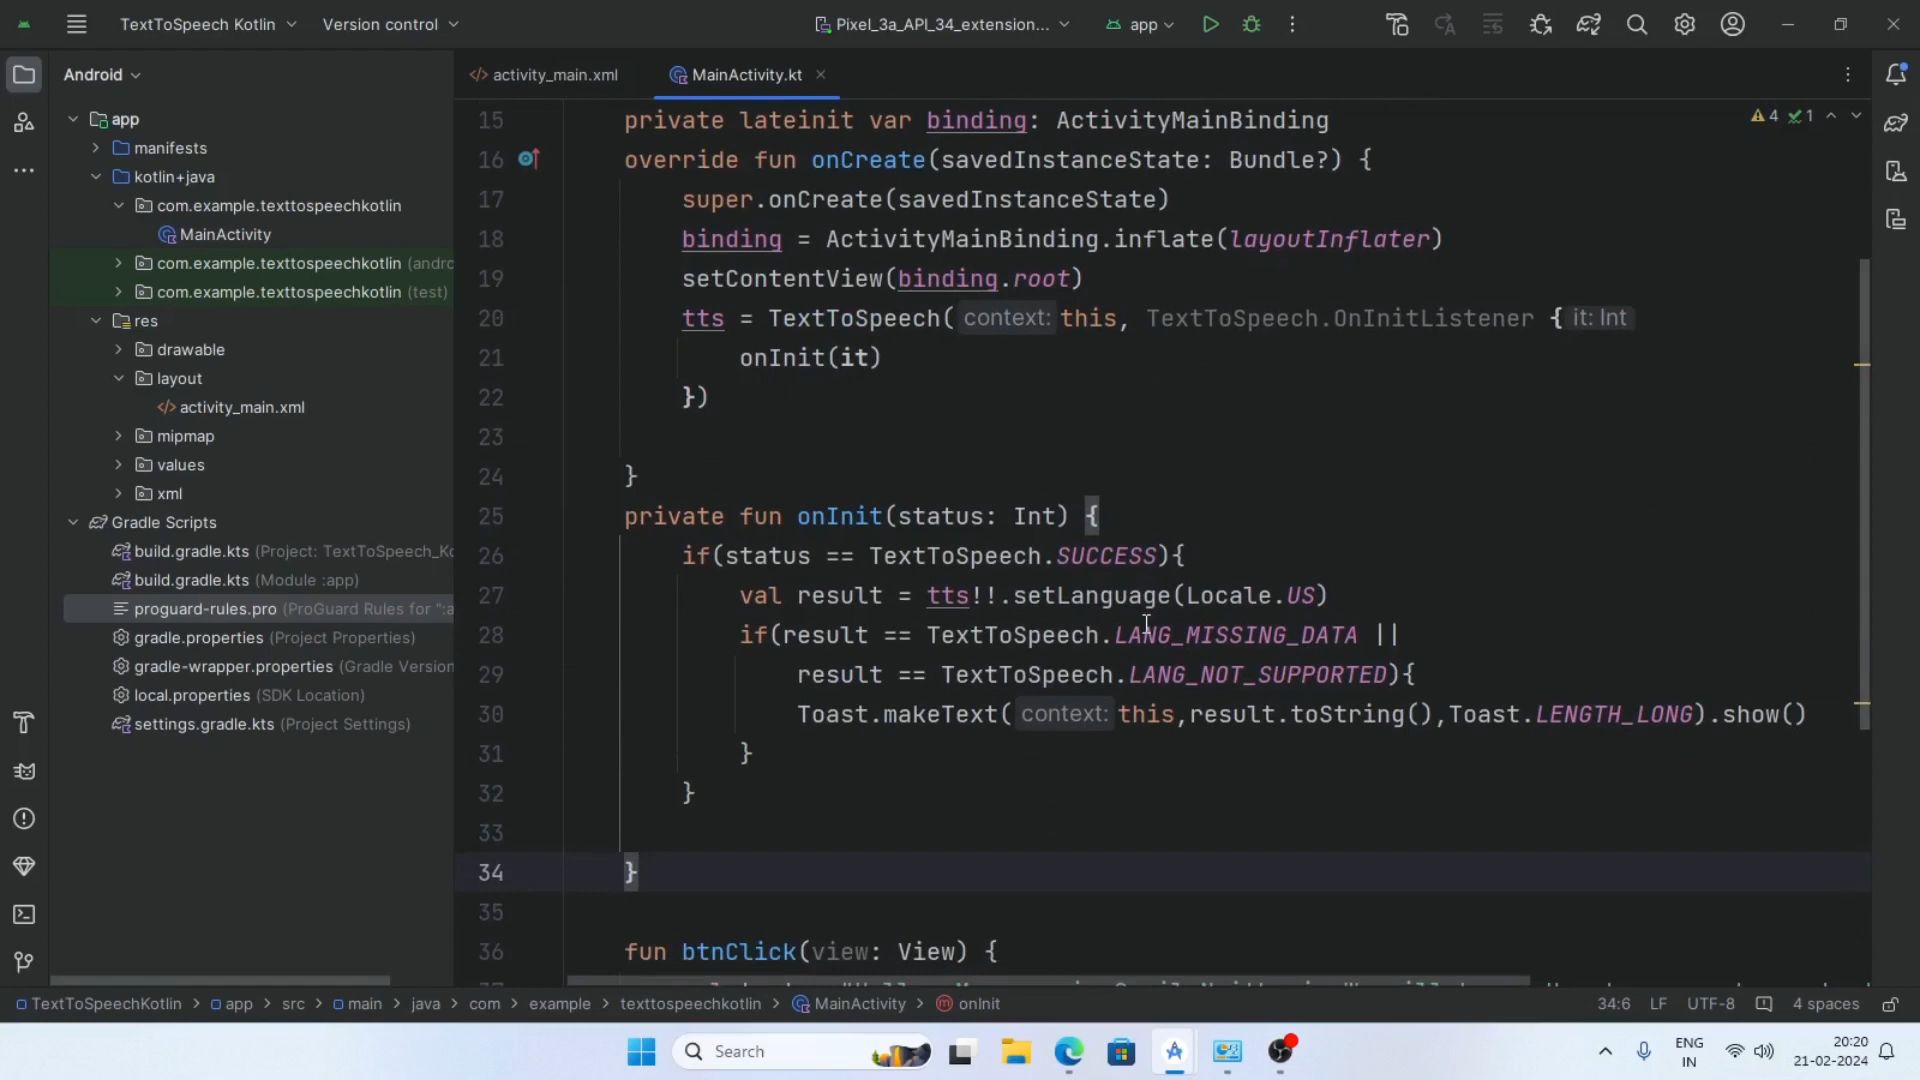 TextToSpeech Kotlin
Version control
Pixel_3a_API_34_extension...
app
Android
activity_main.xml
MainActivity.kt
app
manifests
kotlin+java
com.example.texttospeechkotlin
MainActivity
com.example.texttospeechkotlin (andro
com.example.texttospeechkotlin (test)
res
drawable
layout
activity_main.xml
mipmap
values
xml
Gradle Scripts
build.gradle.kts (Project: TextToSpeech_Ko
build.gradle.kts (Module :app)
proguard-rules.pro (ProGuard Rules for ":a
gradle.properties (Project Properties)
gradle-wrapper.properties (Gradle Version
local.properties (SDK Location)
settings.gradle.kts (Project Settings)
4 1
15 private lateinit var binding: ActivityMainBinding
16 override fun onCreate(savedInstanceState: Bundle?) {
17 super.onCreate(savedInstanceState)
18 binding = ActivityMainBinding.inflate(layoutInflater)
19 setContentView(binding.root)
20 tts = TextToSpeech( context: this, TextToSpeech.OnInitListener { it: Int
21 onInit(it)
22 })
23
24 }
25 private fun onInit(status: Int) {
26 if(status == TextToSpeech.SUCCESS){
27 val result = tts!!.setLanguage(Locale.US)
28 if(result == TextToSpeech.LANG_MISSING_DATA ||
29 result == TextToSpeech.LANG_NOT_SUPPORTED){
30 Toast.makeText( context: this,result.toString(),Toast.LENGTH_LONG).show()
31 }
32 }
33
34 }
35
36 fun btnClick(view: View) {
TextToSpeechKotlin > app > src > main > java > com > example > texttospeechkotlin > MainActivity > onInit
34:6 LF UTF-8 4 spaces
Search
ENG
IN
20:20
21-02-2024